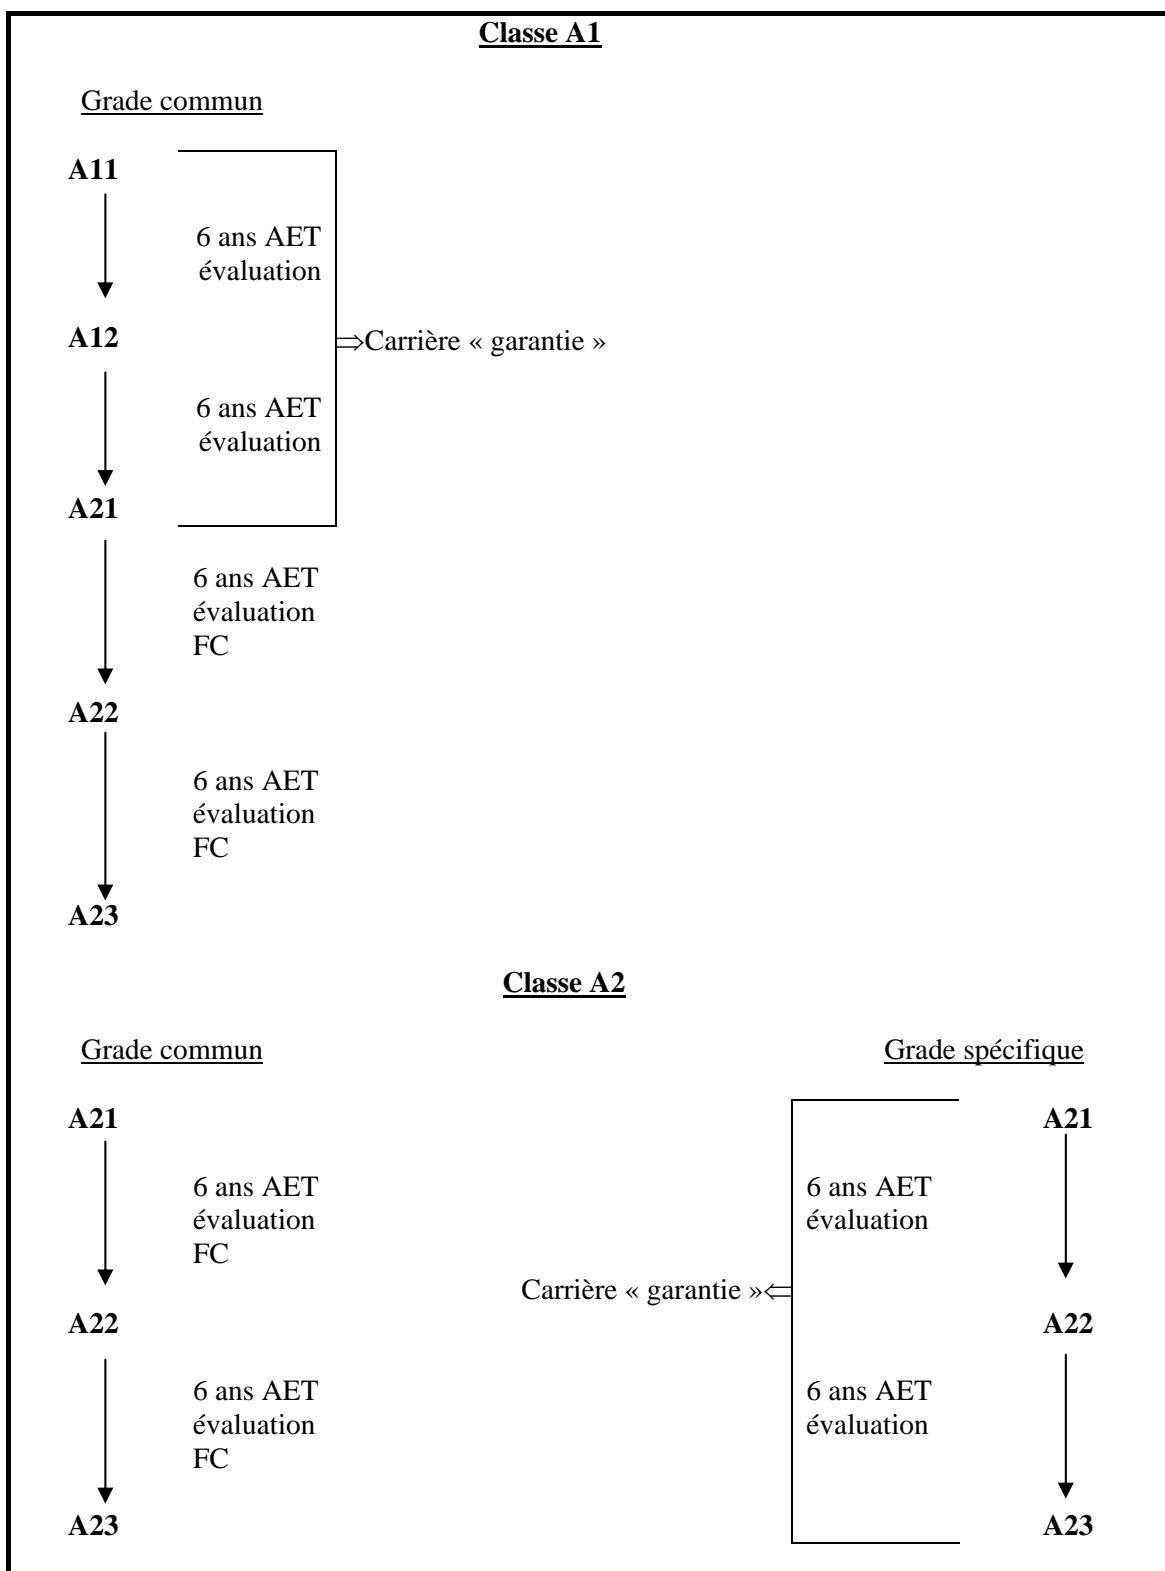 Classe A1
Grade commun
A11
6 ans AET
évaluation
A12
⇒Carrière « garantie »
6 ans AET
évaluation
A21
6 ans AET
évaluation
FC
A22
6 ans AET
évaluation
FC
A23
Classe A2
Grade commun
A21
6 ans AET
évaluation
FC
A22
6 ans AET
évaluation
FC
A23
Grade spécifique
A21
6 ans AET
évaluation
Carrière « garantie »⇐
A22
6 ans AET
évaluation
A23